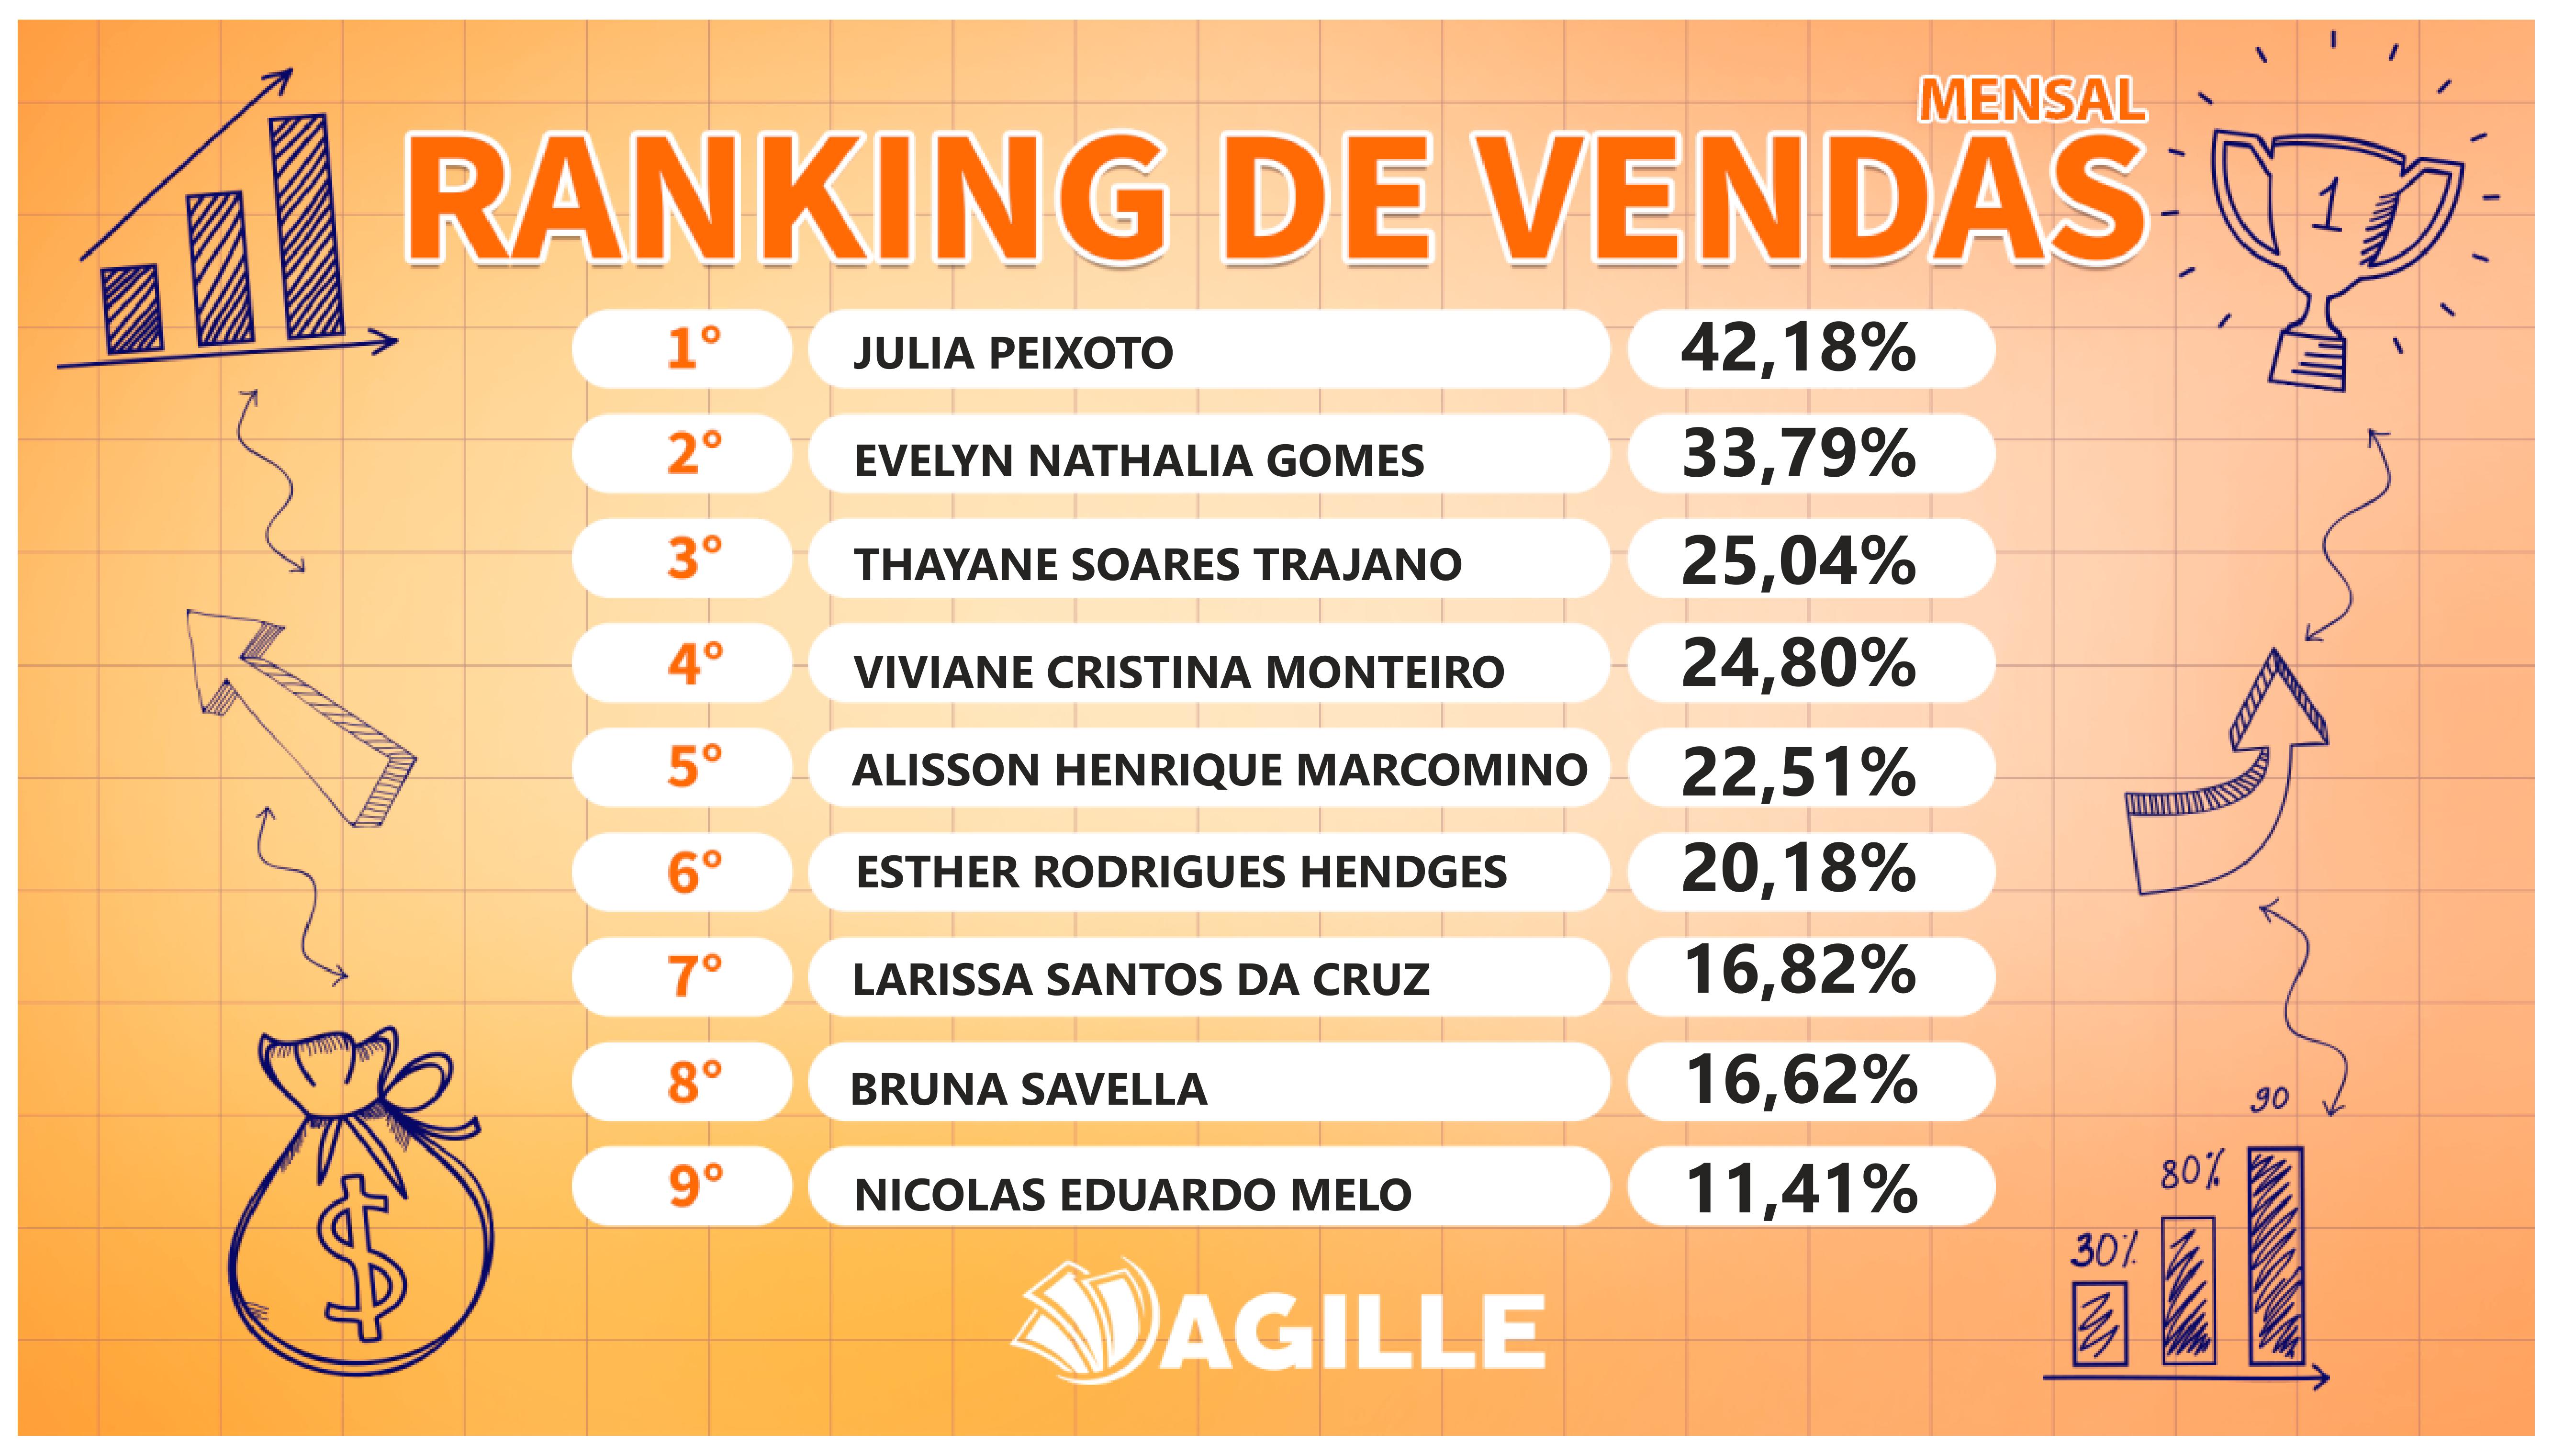 MENSAL
RANKING DE VENDAS
1
1° JULIA PEIXOTO 42,18%
2° EVELYN NATHALIA GOMES 33,79%
3° THAYANE SOARES TRAJANO 25,04%
4° VIVIANE CRISTINA MONTEIRO 24,80%
5° ALISSON HENRIQUE MARCOMINO 22,51%
6° ESTHER RODRIGUES HENDGES 20,18%
7° LARISSA SANTOS DA CRUZ 16,82%
8° BRUNA SAVELLA 16,62%
9° NICOLAS EDUARDO MELO 11,41%
90
80%
30%
$
AGILLE